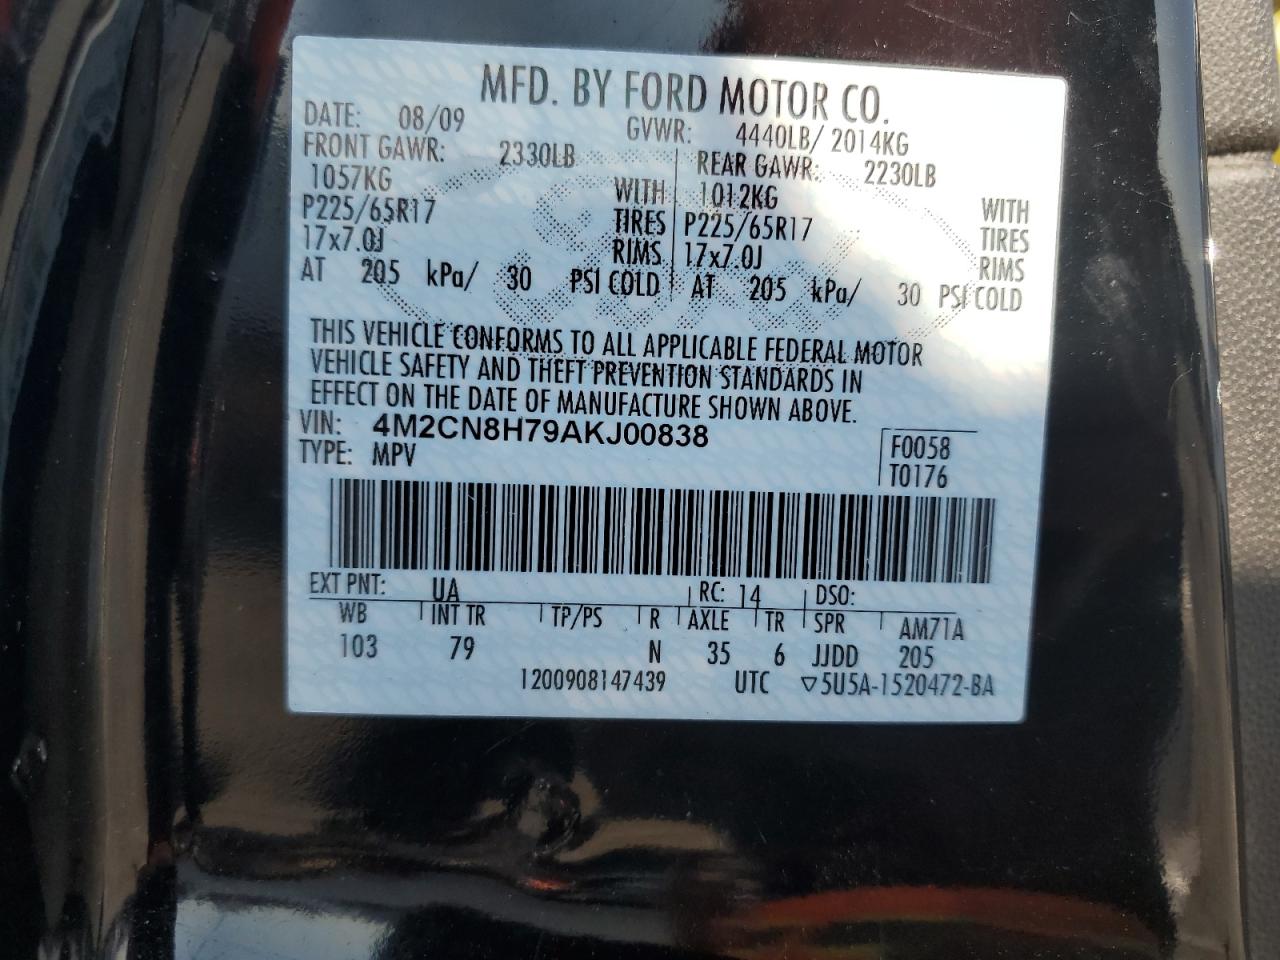 MFD. BY FORD MOTOR CO.
DATE: 08/09 GVWR: 4440LB/ 2014KG
FRONT GAWR: 2330LB REAR GAWR: 2230LB
1057KG WITH 1012KG WITH
P225/65R17 TIRES P225/65R17 TIRES
17x7.0J RIMS 17x7.0J RIMS
AT 205 kPa/ 30 PSI COLD AT 205 kPa/ 30 PSI COLD
THIS VEHICLE CONFORMS TO ALL APPLICABLE FEDERAL MOTOR
VEHICLE SAFETY AND THEFT PREVENTION STANDARDS IN
EFFECT ON THE DATE OF MANUFACTURE SHOWN ABOVE.
VIN: 4M2CN8H79AKJ00838 F0058
TYPE: MPV T0176
EXT PNT: UA RC: 14 DSO:
WB INT TR TP/PS R AXLE TR SPR AM71A
103 79 N 35 6 JJDD 205
1200908147439 UTC ▽5U5A-1520472-BA